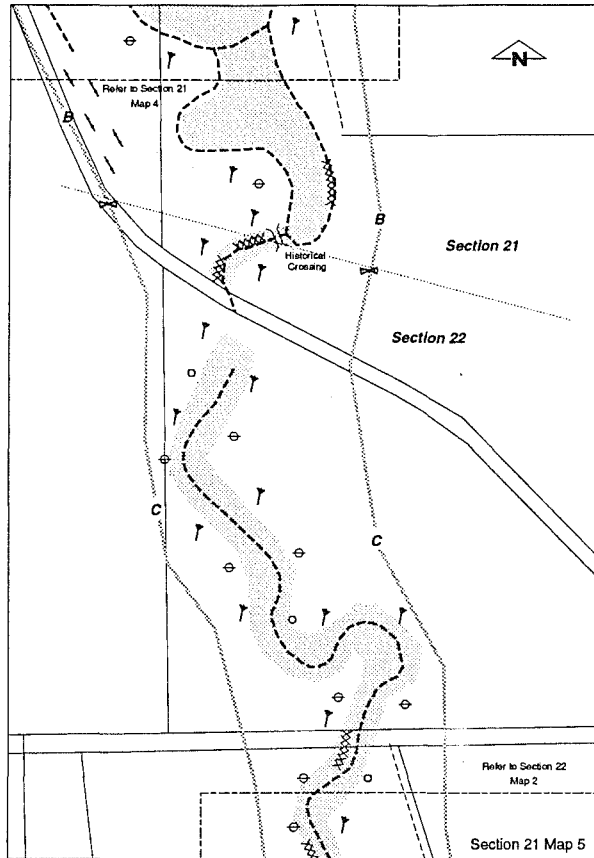 N
Refer to Section 21
Map 4
B
B
Section 21
Historical
Crossing
Section 22
C
C
Refer to Section 22
Map 2
Section 21 Map 5